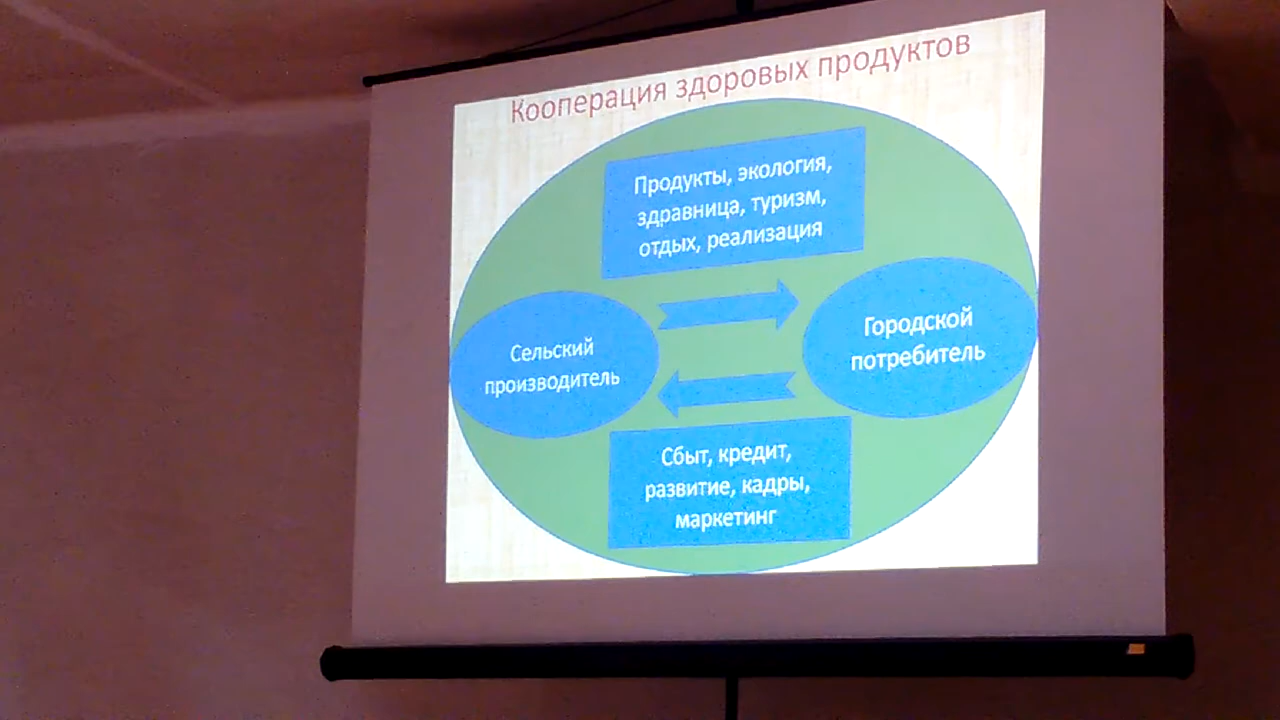 Кооперация здоровых продуктов
Продукты, экология,
здравница, туризм,
отдых, реализация
Сельский
производитель
Городской
потребитель
Сбыт, кредит,
развитие, кадры,
маркетинг